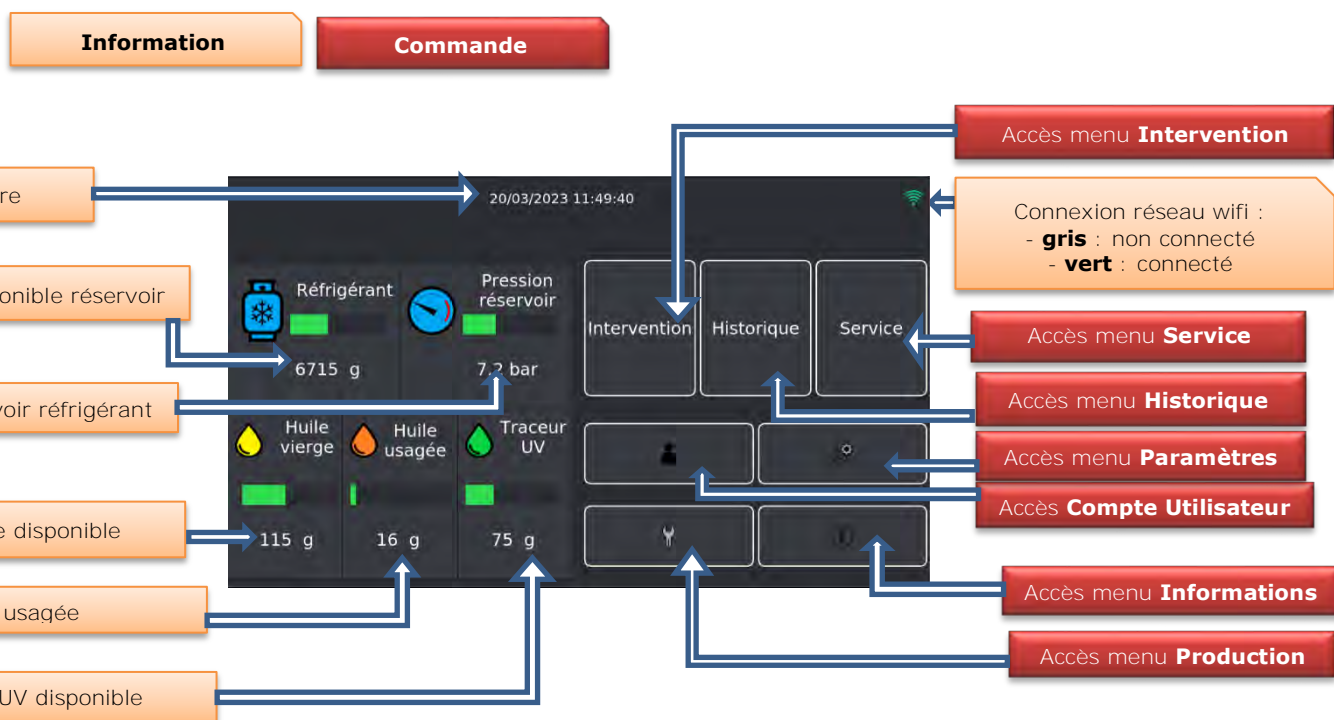 Information
Commande
Accès menu Intervention
re
20/03/2023 11:49:40
Connexion réseau wifi :
- gris : non connecté
- vert : connecté
onible réservoir
Réfrigérant
Pression
réservoir
6715 g
7.2 bar
Intervention
Historique
Service
Accès menu Service
Accès menu Historique
voir réfrigérant
Huile
vierge
Huile
usagée
Traceur
UV
Accès menu Paramètres
Accès Compte Utilisateur
e disponible
115 g
16 g
75 g
Accès menu Informations
usagée
Accès menu Production
UV disponible